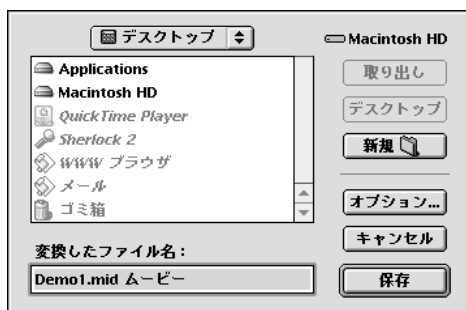 デスクトップ
Macintosh HD
Applications
Macintosh HD
QuickTime Player
Sherlock 2
WWW ブラウザ
メール
ゴミ箱
取り出し
デスクトップ
新規
オプション...
キャンセル
保存
変換したファイル名：
Demo1.mid ムービー